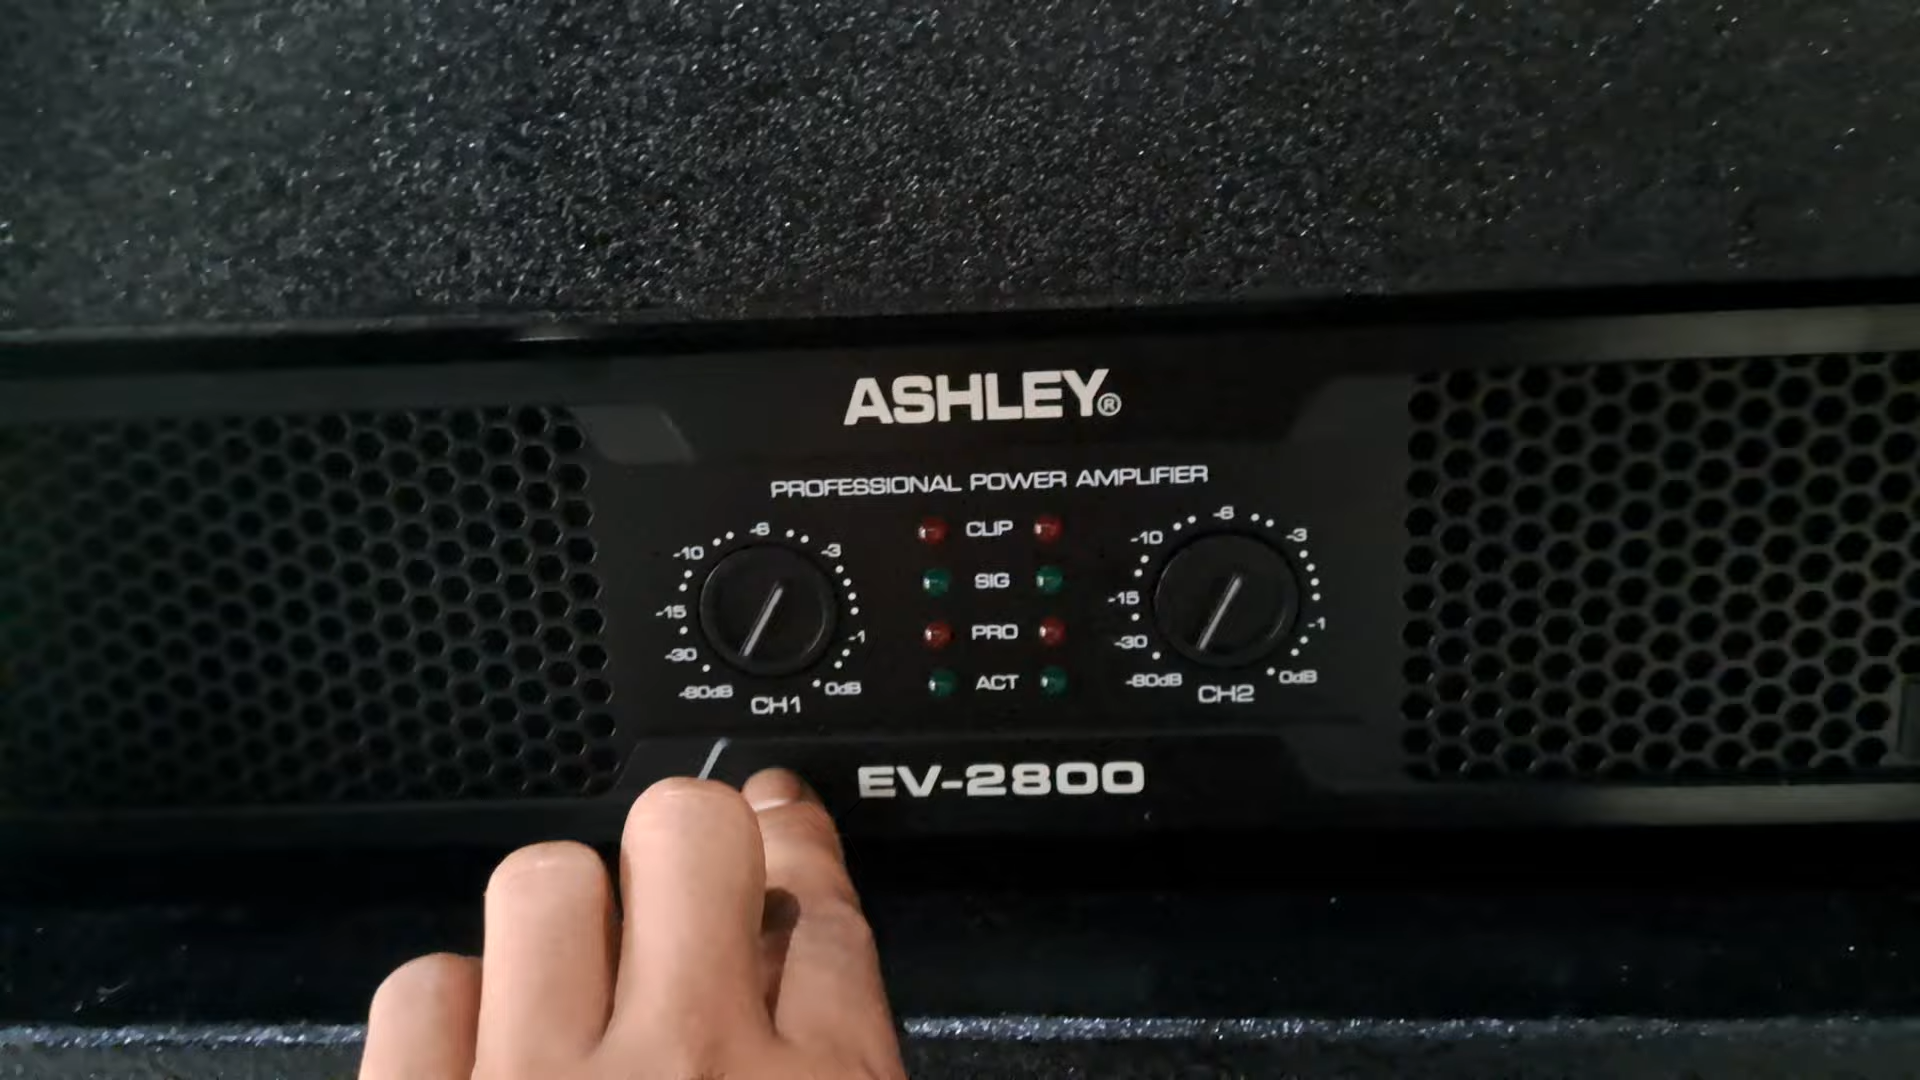 ASHLEY®
PROFESSIONAL POWER AMPLIFIER
-6
-10
-3
-15
-1
-30
-80dB
0dB
CH1
CLIP
SIG
PRO
ACT
-6
-10
-3
-15
-1
-30
-80dB
0dB
CH2
EV-2800